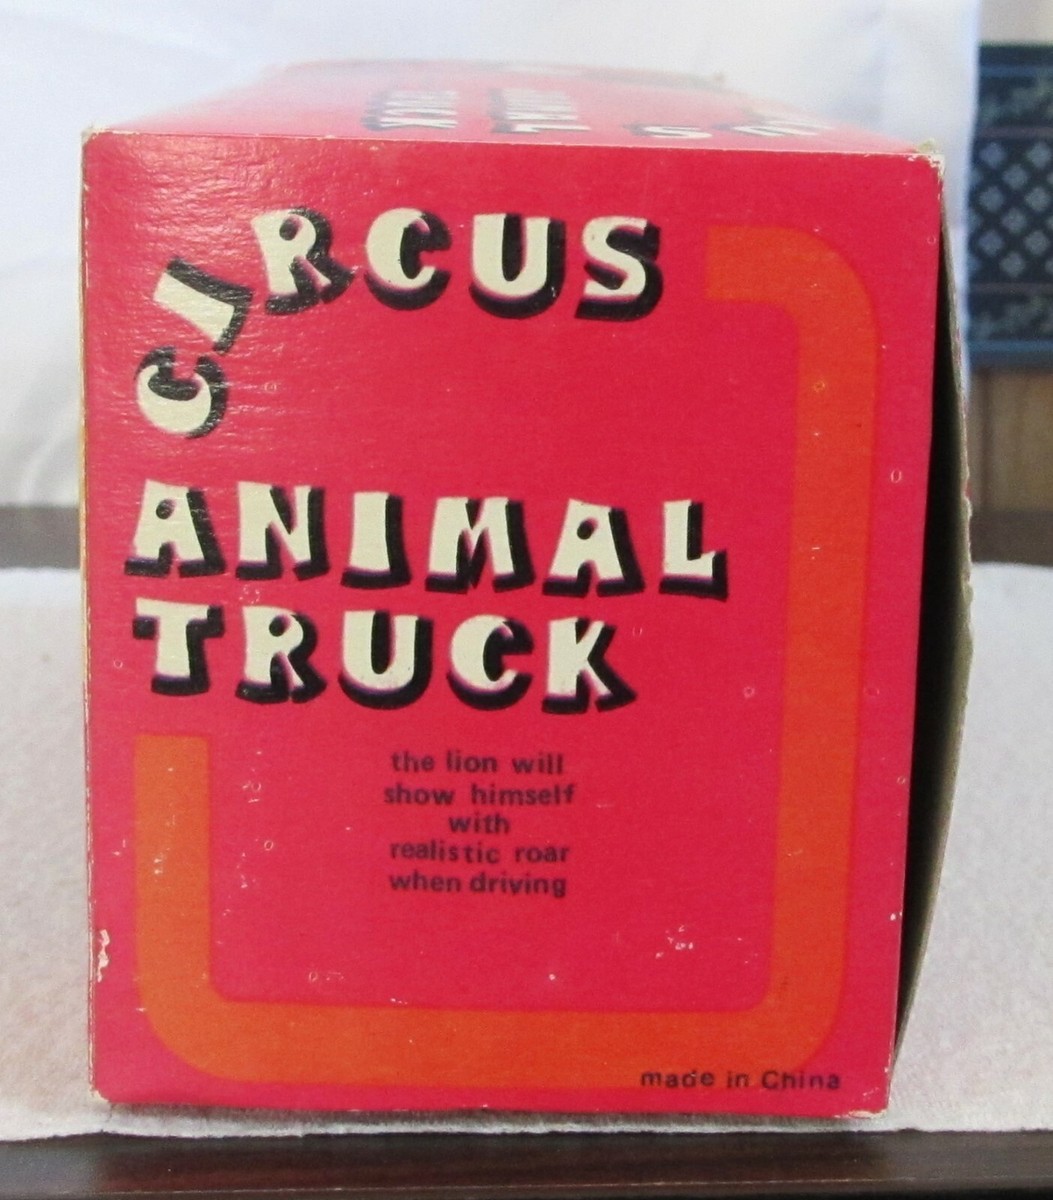 CIRCUS
ANIMAL
TRUCK
the lion will
show himself
with
realistic roar
when driving
made in China